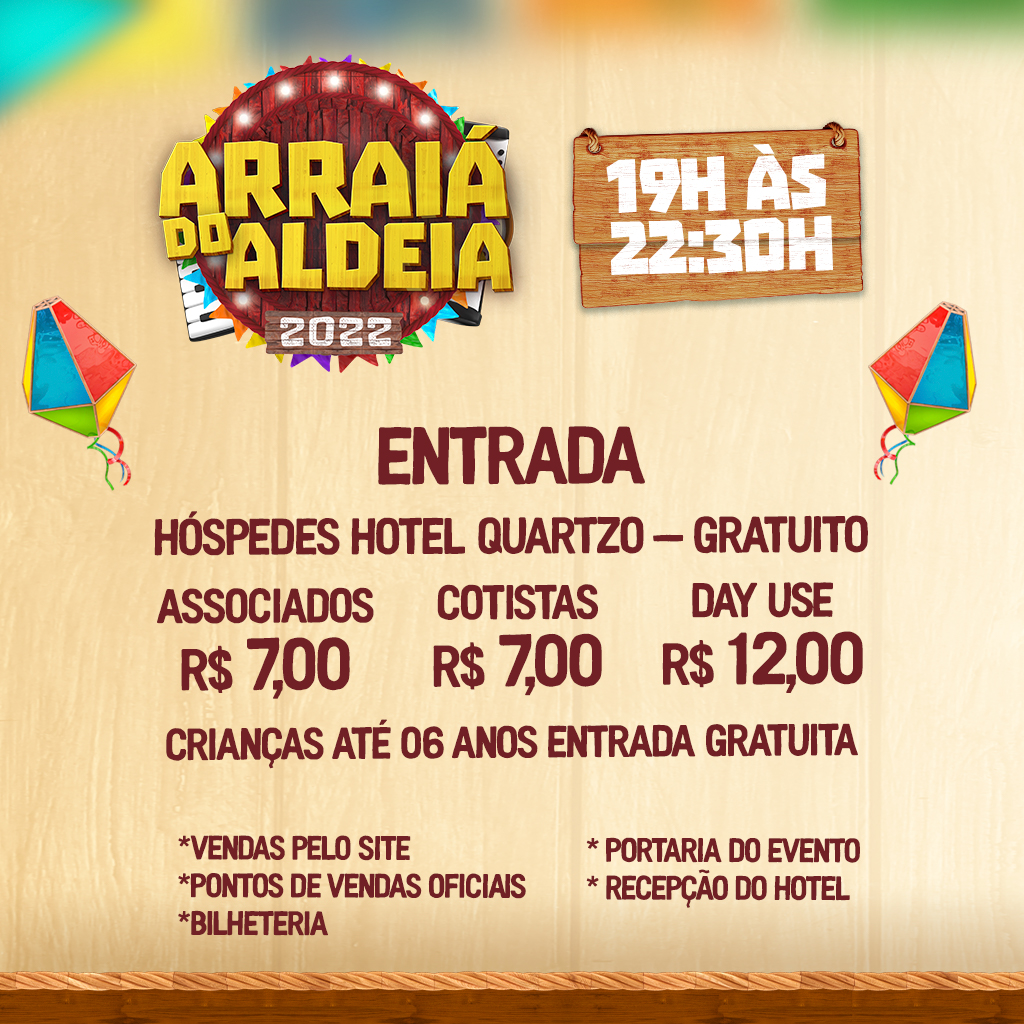 ARRAIÁ
DO ALDEIA
2022
19H ÀS
22:30H
ENTRADA
HÓSPEDES HOTEL QUARTZO – GRATUITO
ASSOCIADOS
R$ 7,00
COTISTAS
R$ 7,00
DAY USE
R$ 12,00
CRIANÇAS ATÉ 06 ANOS ENTRADA GRATUITA
*VENDAS PELO SITE
*PONTOS DE VENDAS OFICIAIS
*BILHETERIA
* PORTARIA DO EVENTO
* RECEPÇÃO DO HOTEL